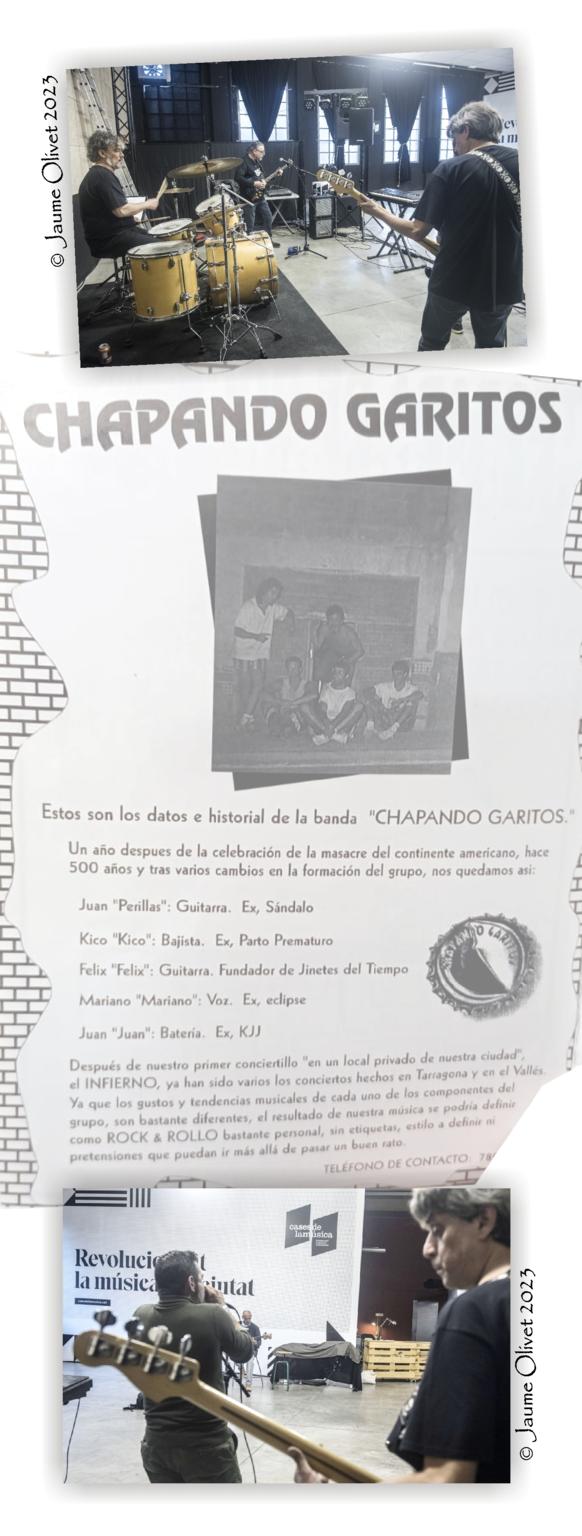 © Jaume Olivet 2023
CHAPANDO GARITOS
Estos son los datos e historial de la banda "CHAPANDO GARITOS."
Un año despues de la celebración de la masacre del continente americano, hace
500 años y tras varios cambios en la formación del grupo, nos quedamos asi:
Juan "Perillas": Guitarra. Ex, Sándalo
Kico "Kico": Bajista. Ex, Parto Prematuro
Felix "Felix": Guitarra. Fundador de Jinetes del Tiempo
Mariano "Mariano": Voz. Ex, eclipse
Juan "Juan": Batería. Ex, KJJ
CHAPANDO GARITOS
Después de nuestro primer conciertillo "en un local privado de nuestra ciudad",
el INFIERNO, ya han sido varios los conciertos hechos en Tarragona y en el Vallés.
Ya que los gustos y tendencias musicales de cada uno de los componentes del
grupo, son bastante diferentes, el resultado de nuestra música se podría definir
como ROCK & ROLLO bastante personal, sin etiquetas, estilo a definir ni
pretensiones que puedan ir más allá de pasar un buen rato.
TELÉFONO DE CONTACTO: 78
cases de
la música
Revolucio t
la música ciutat
© Jaume Olivet 2023